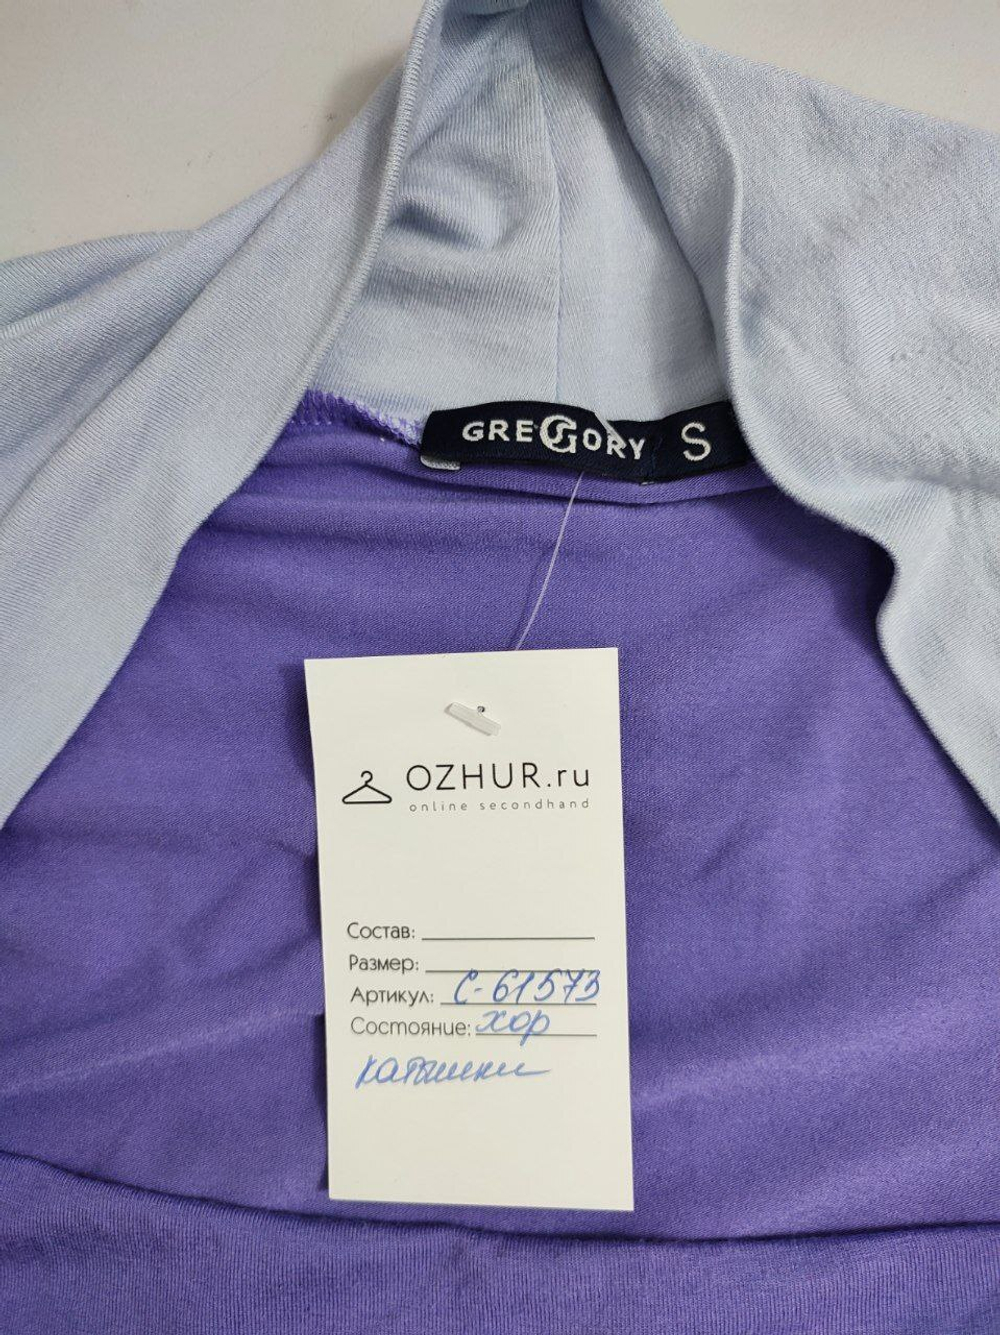 GREGORY S
OZHUR.ru
online secondhand
Состав:
Размер:
Артикул: С-61573
Состояние: хор
катышки